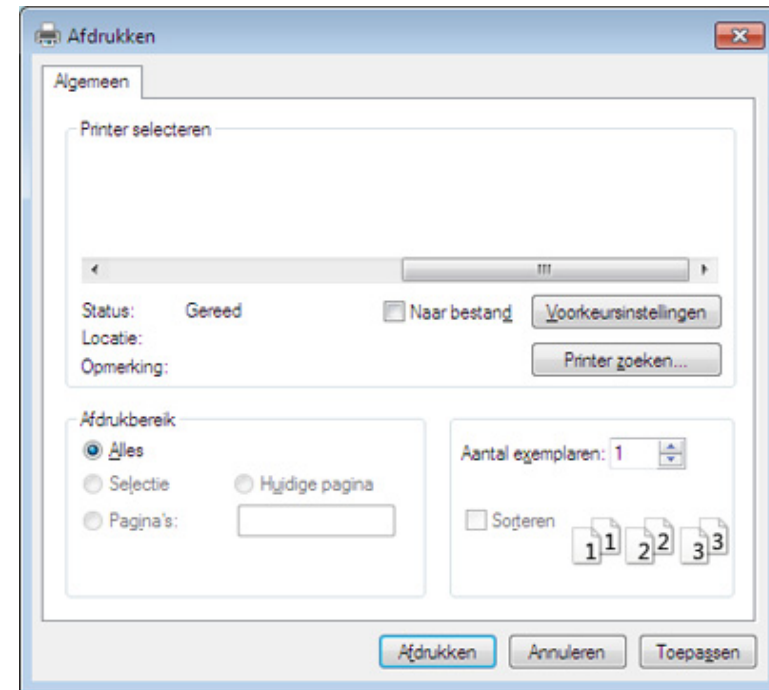 Afdrukken
Algemeen
Printer selecteren
Status: Gereed
Naar bestand
Voorkeursinstellingen
Locatie:
Opmerking:
Printer zoeken...
Afdrukbereik
Alles
Selectie
Huidige pagina
Pagina's:
Aantal exemplaren: 1
Sorteren
1 1 2 2 3 3
Afdrukken
Annuleren
Toepassen